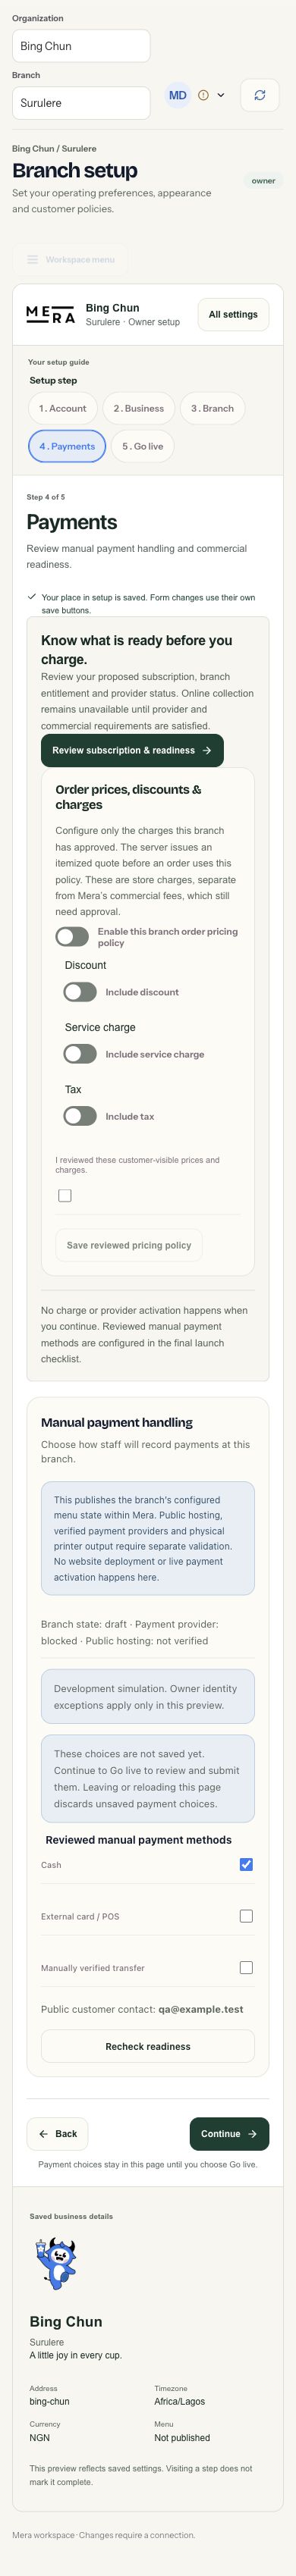 Organization
Bing Chun
Branch
Surulere
MD
Bing Chun / Surulere
Branch setup
Set your operating preferences, appearance
and customer policies.
owner
Workspace menu
MERA
Bing Chun
Surulere · Owner setup
All settings
Your setup guide
Setup step
1 . Account
2 . Business
3 . Branch
4 . Payments
5 . Go live
Step 4 of 5
Payments
Review manual payment handling and commercial
readiness.
Your place in setup is saved. Form changes use their own
save buttons.
Know what is ready before you
charge.
Review your proposed subscription, branch
entitlement and provider status. Online collection
remains unavailable until provider and
commercial requirements are satisfied.
Review subscription & readiness →
Order prices, discounts &
charges
Configure only the charges this branch
has approved. The server issues an
itemized quote before an order uses this
policy. These are store charges, separate
from Mera's commercial fees, which still
need approval.
Enable this branch order pricing
policy
Discount
Include discount
Service charge
Include service charge
Tax
Include tax
I reviewed these customer-visible prices and
charges.
Save reviewed pricing policy
No charge or provider activation happens when
you continue. Reviewed manual payment
methods are configured in the final launch
checklist.
Manual payment handling
Choose how staff will record payments at this
branch.
This publishes the branch's configured
menu state within Mera. Public hosting,
verified payment providers and physical
printer output require separate validation.
No website deployment or live payment
activation happens here.
Branch state: draft · Payment provider:
blocked · Public hosting: not verified
Development simulation. Owner identity
exceptions apply only in this preview.
These choices are not saved yet.
Continue to Go live to review and submit
them. Leaving or reloading this page
discards unsaved payment choices.
Reviewed manual payment methods
Cash
External card / POS
Manually verified transfer
Public customer contact: qa@example.test
Recheck readiness
← Back
Continue →
Payment choices stay in this page until you choose Go live.
Saved business details
Bing Chun
Surulere
A little joy in every cup.
Address
bing-chun
Timezone
Africa/Lagos
Currency
NGN
Menu
Not published
This preview reflects saved settings. Visiting a step does not
mark it complete.
Mera workspace · Changes require a connection.